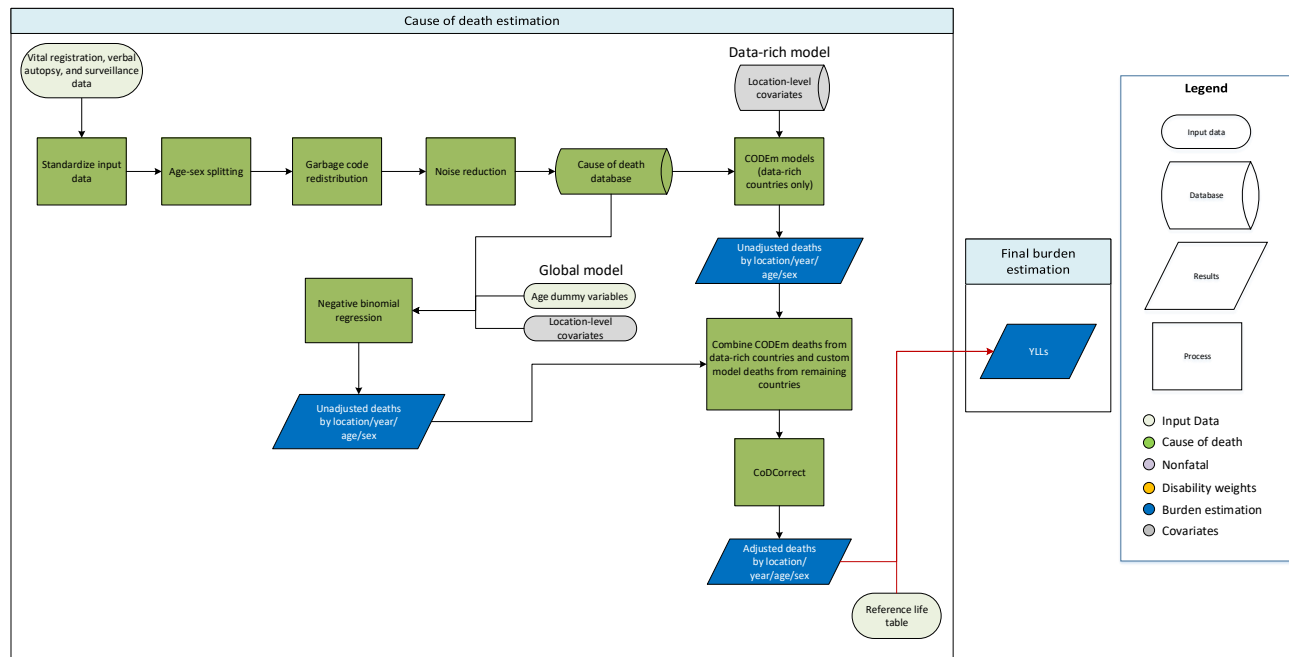 Cause of death estimation
Vital registration, verbal
autopsy, and surveillance
data
Data-rich model
Location-level
covariates
Standardize input
data
Age-sex splitting
Garbage code
redistribution
Noise reduction
Cause of death
database
CODEm models
(data-rich
countries only)
Unadjusted deaths
by location/year/
age/sex
Global model
Age dummy variables
Location-level
covariates
Negative binomial
regression
Unadjusted deaths
by location/year/
age/sex
Combine CODEm deaths from
data-rich countries and custom
model deaths from remaining
countries
CoDCorrect
Adjusted deaths
by location/
year/age/sex
Reference life
table
Final burden
estimation
YLLs
Legend
Input data
Database
Results
Process
Input Data
Cause of death
Nonfatal
Disability weights
Burden estimation
Covariates